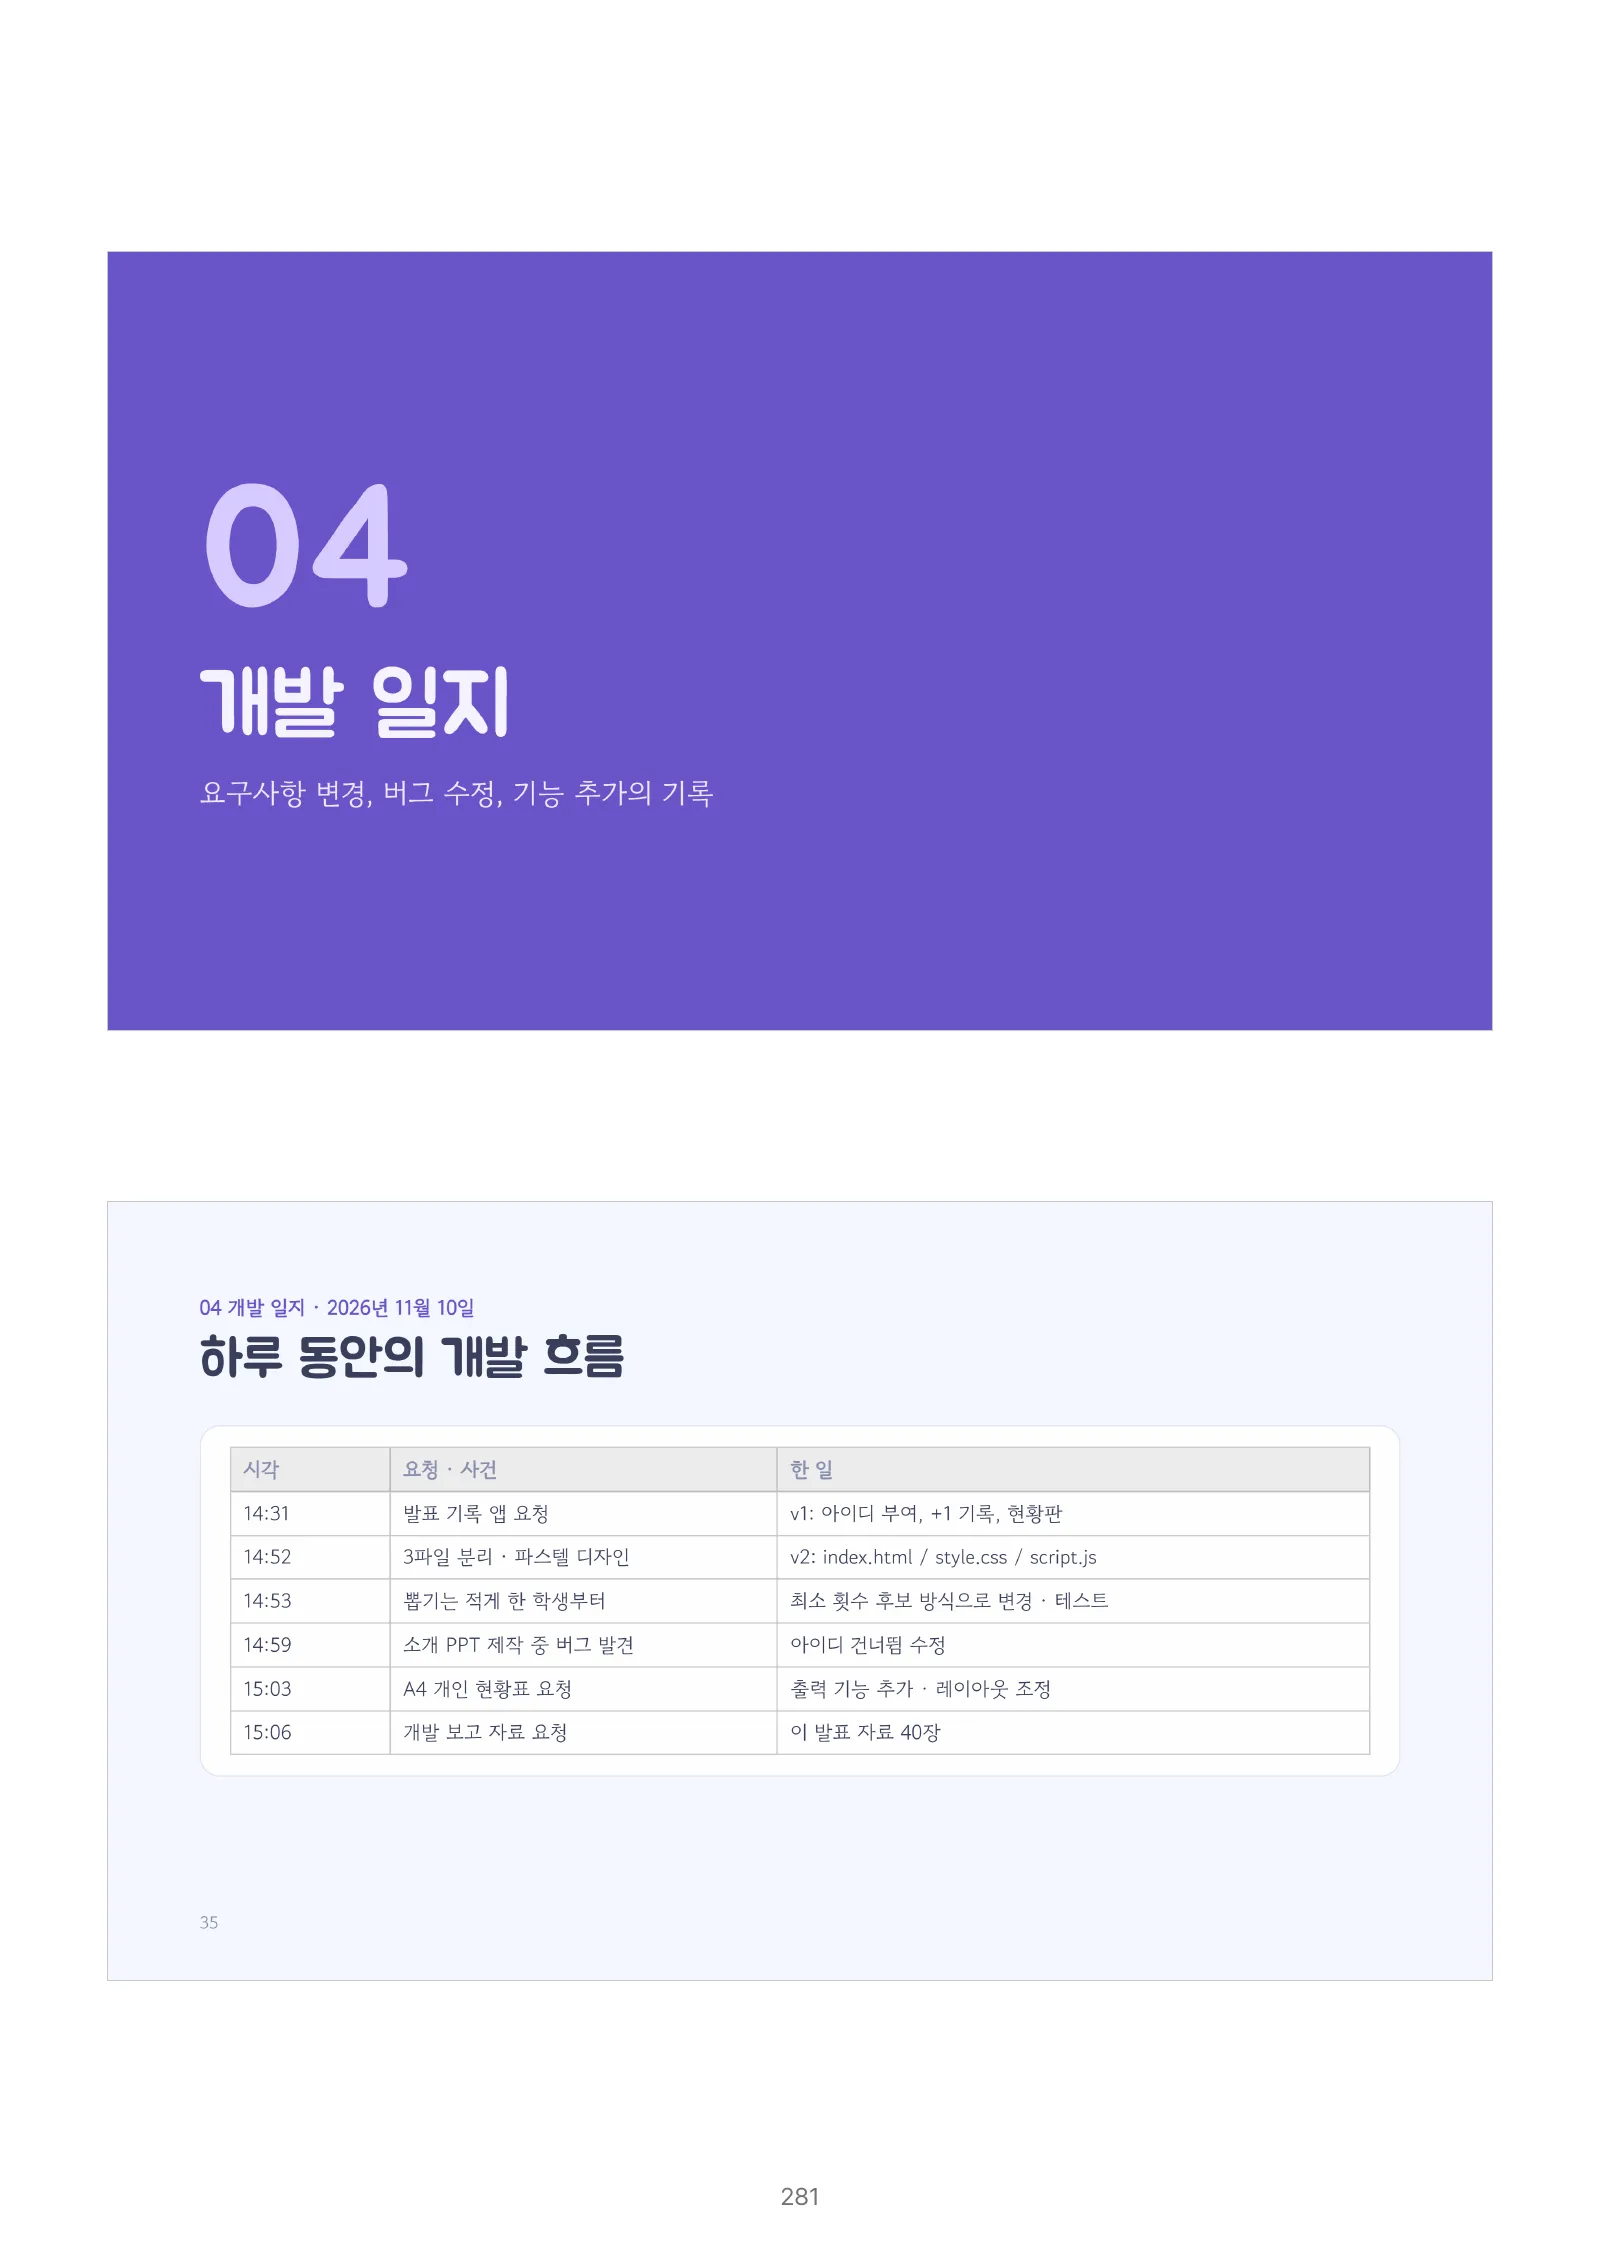 04
개발 일지
요구사항 변경, 버그 수정, 기능 추가의 기록
04 개발 일지 · 2026년 11월 10일
하루 동안의 개발 흐름
시각 요청 · 사건 한 일
14:31 발표 기록 앱 요청 v1: 아이디 부여, +1 기록, 현황판
14:52 3파일 분리 · 파스텔 디자인 v2: index.html / style.css / script.js
14:53 뽑기는 적게 한 학생부터 최소 횟수 후보 방식으로 변경 · 테스트
14:59 소개 PPT 제작 중 버그 발견 아이디 건너뜀 수정
15:03 A4 개인 현황표 요청 출력 기능 추가 · 레이아웃 조정
15:06 개발 보고 자료 요청 이 발표 자료 40장
35
281